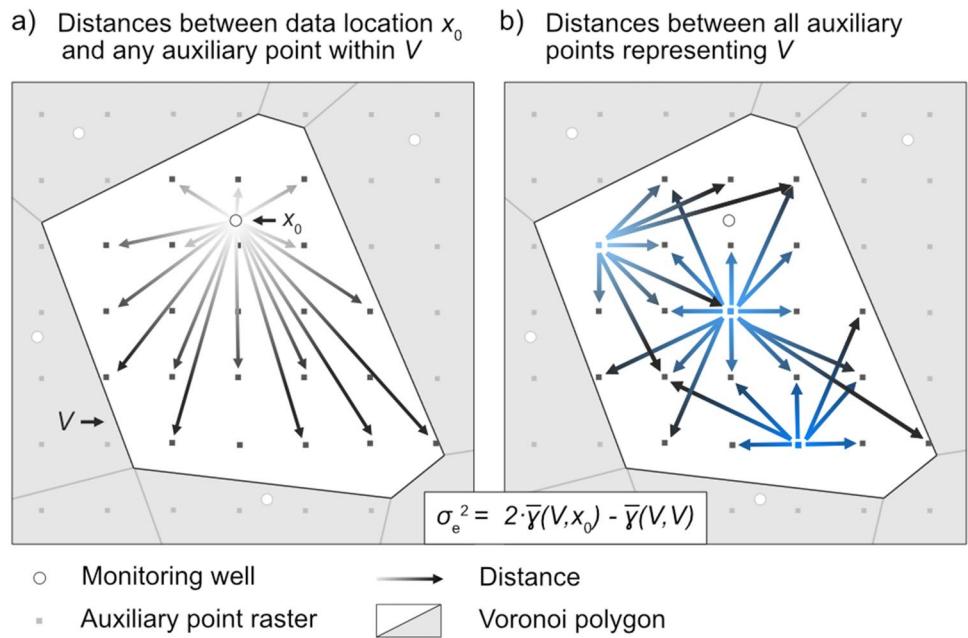 a) Distances between data location x₀
and any auxiliary point within V
b) Distances between all auxiliary
points representing V
x₀
V
σₑ² = 2·γ̅(V,x₀) - γ̅(V,V)
Monitoring well
Distance
Auxiliary point raster
Voronoi polygon